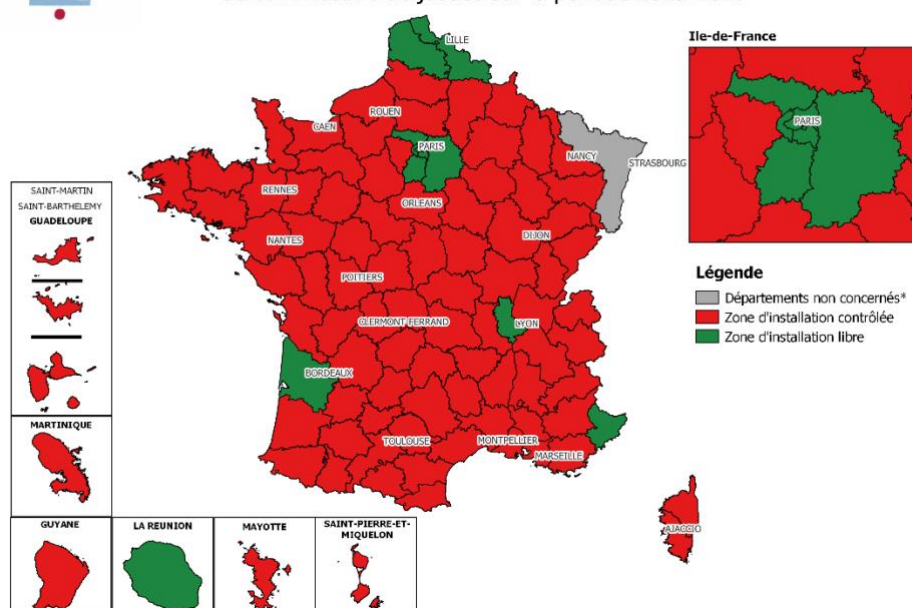 LILLE
Ile-de-France
ROUEN
CAEN
PARIS
PARIS
NANCY
STRASBOURG
RENNES
ORLEANS
SAINT-MARTIN
SAINT-BARTHELEMY
GUADELOUPE
NANTES
DIJON
POITIERS
Légende
Départements non concernés*
Zone d'installation contrôlée
Zone d'installation libre
CLERMONT FERRAND
LYON
BORDEAUX
MARTINIQUE
TOULOUSE
MONTPELLIER
MARSEILLE
GUYANE
LA REUNION
MAYOTTE
SAINT-PIERRE-ET-
MIQUELON
AJACCIO